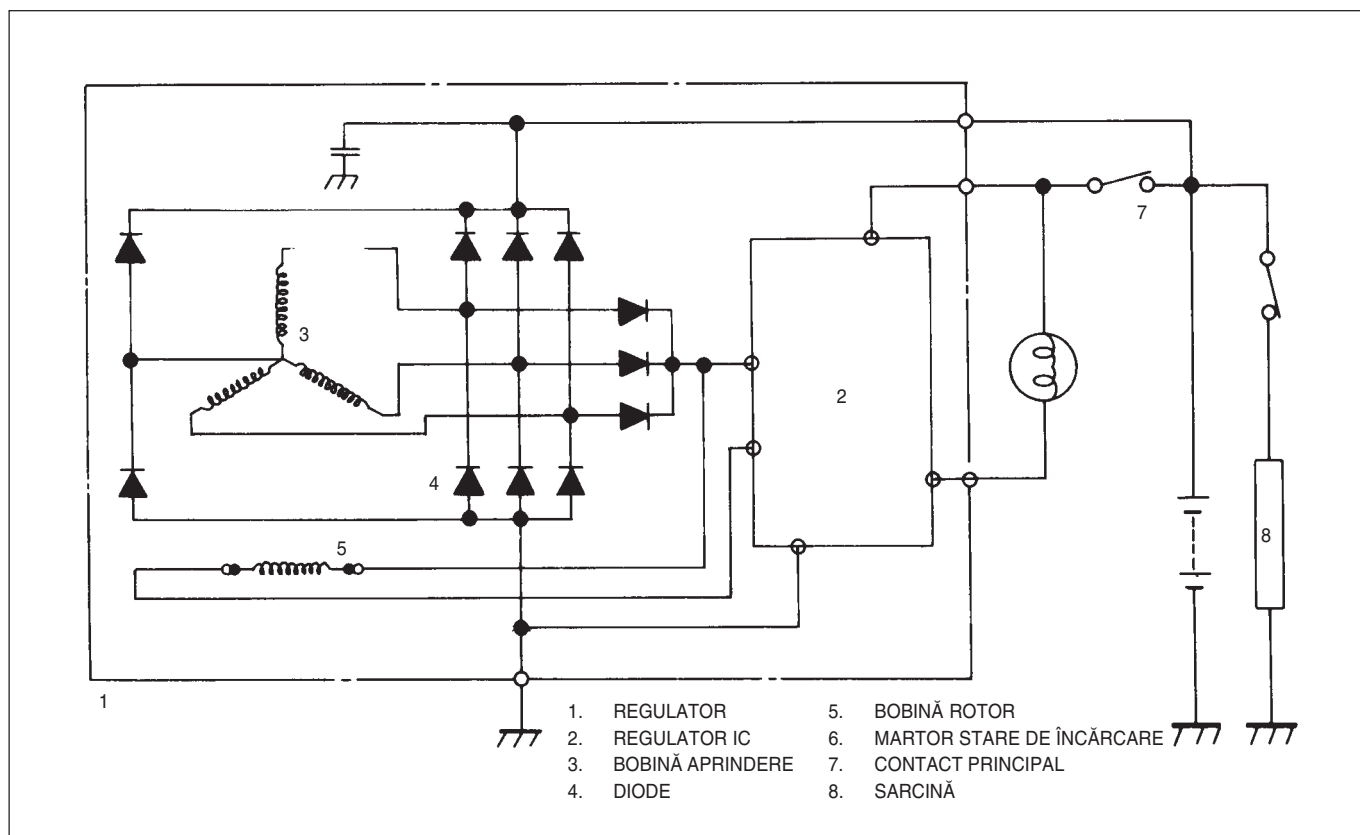 3
7
2
4
8
5
1
1. REGULATOR
2. REGULATOR IC
3. BOBINĂ APRINDERE
4. DIODE
5. BOBINĂ ROTOR
6. MARTOR STARE DE ÎNCĂRCARE
7. CONTACT PRINCIPAL
8. SARCINĂ